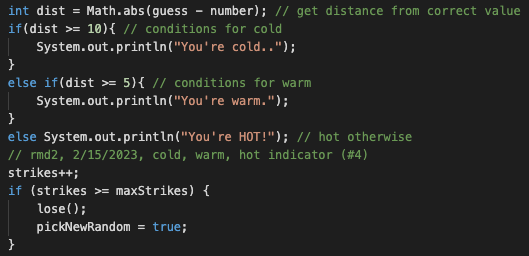 int dist = Math.abs(guess - number); // get distance from correct value
if(dist >= 10){ // conditions for cold
    System.out.println("You're cold..");
}
else if(dist >= 5){ // conditions for warm
    System.out.println("You're warm.");
}
else System.out.println("You're HOT!"); // hot otherwise
// rmd2, 2/15/2023, cold, warm, hot indicator (#4)
strikes++;
if (strikes >= maxStrikes) {
    lose();
    pickNewRandom = true;
}